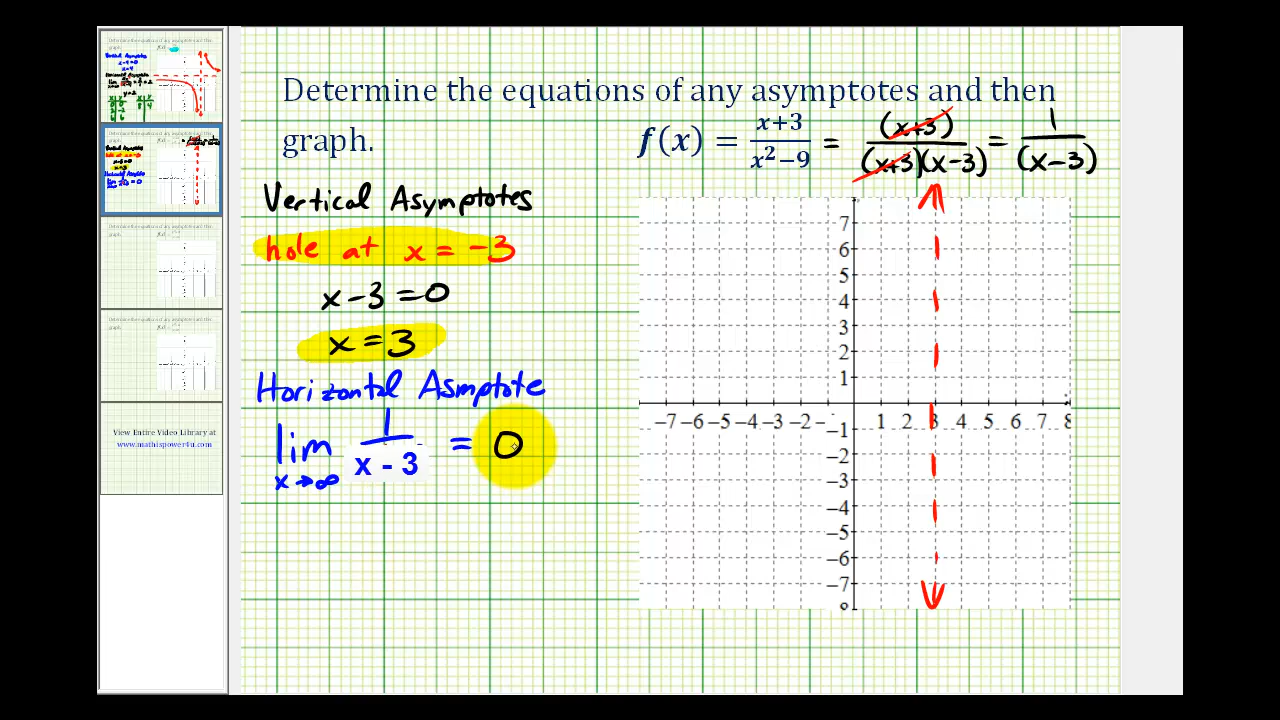 Determine the equations of any asymptotes and then
graph.
f(x) = x+3 / x²−9 = (x+3) / (x+3)(x−3) = 1 / (x−3)
Vertical Asymptotes
hole at x = −3
x−3=0
x=3
Horizontal Asmptote
lim x→∞ 1 / x - 3 = 0
7
6
5
4
3
2
1
−7 −6 −5 −4 −3 −2 − 1 2 3 4 5 6 7 8
−1
−2
−3
−4
−5
−6
−7
View Entire Video Library at
www.mathispower4u.com